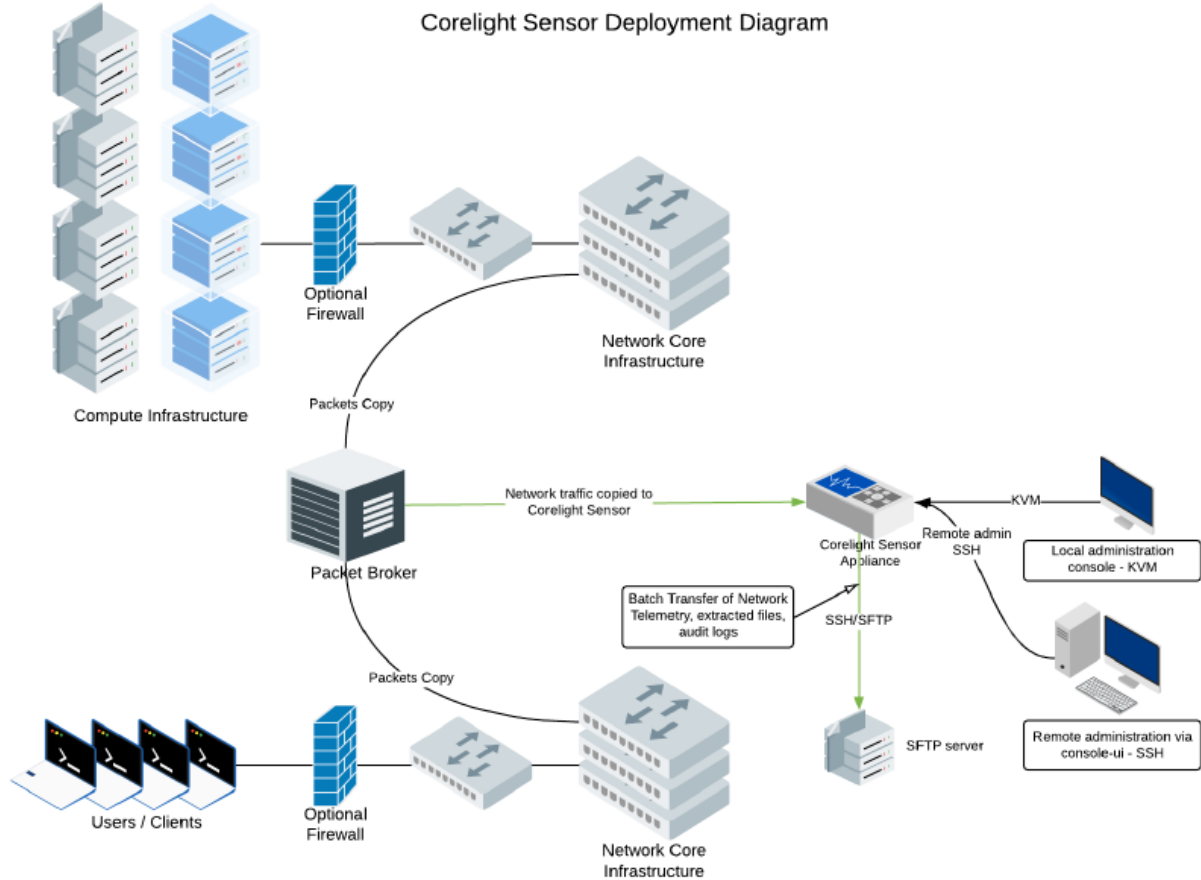 Corelight Sensor Deployment Diagram
Optional
Firewall
Network Core
Infrastructure
Compute Infrastructure
Packets Copy
Network traffic copied to
Corelight Sensor
KVM
Remote admin
SSH
Corelight Sensor
Appliance
Local administration
console - KVM
Packet Broker
Batch Transfer of Network
Telemetry, extracted files,
audit logs
SSH/SFTP
Packets Copy
SFTP server
Remote administration via
console-ui - SSH
Users / Clients
Optional
Firewall
Network Core
Infrastructure